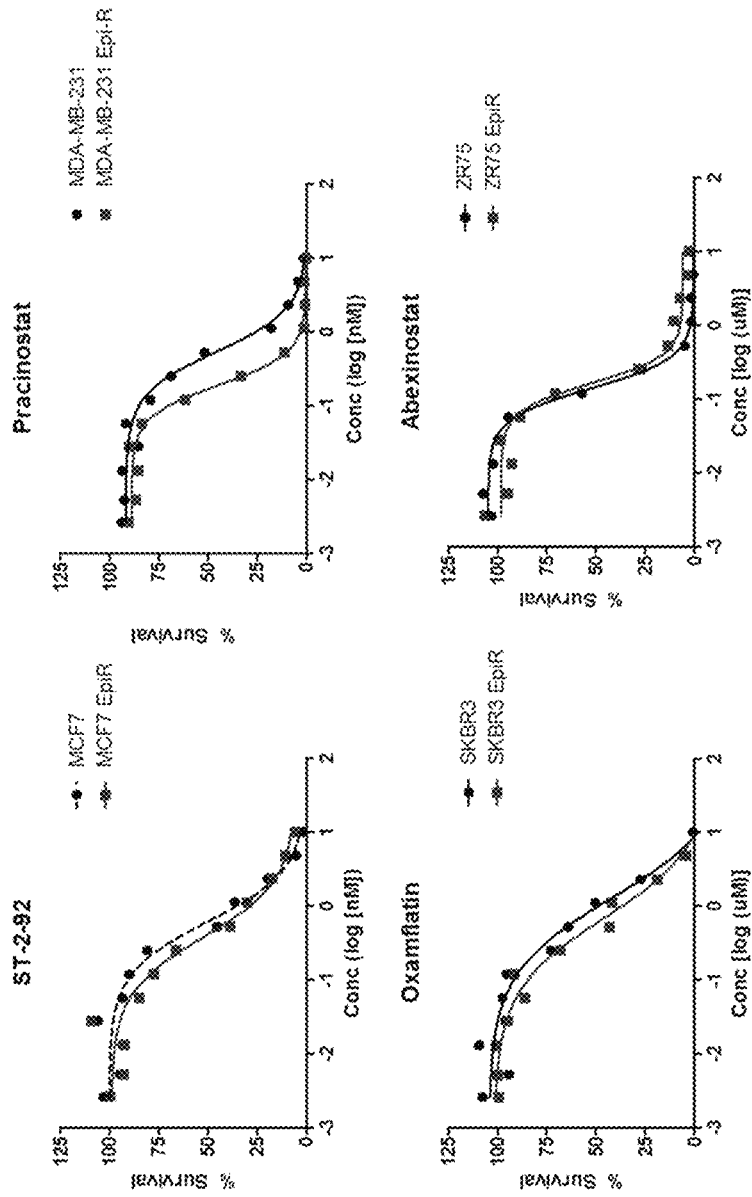 ST-2-92
% Survival
125
100
75
50
25
0
-3
-2
-1
0
1
2
Conc (log [nM])
MCF7
MCF7 EpiR
Pracinostat
% Survival
125
100
75
50
25
0
-3
-2
-1
0
1
2
Conc (log [nM])
MDA-MB-231
MDA-MB-231 Epi-R
Oxamflatin
% Survival
125
100
75
50
25
0
-3
-2
-1
0
1
2
Conc [log (uM)]
SKBR3
SKBR3 EpiR
Abexinostat
% Survival
125
100
75
50
25
0
-3
-2
-1
0
1
2
Conc [log (uM)]
ZR75
ZR75 EpiR